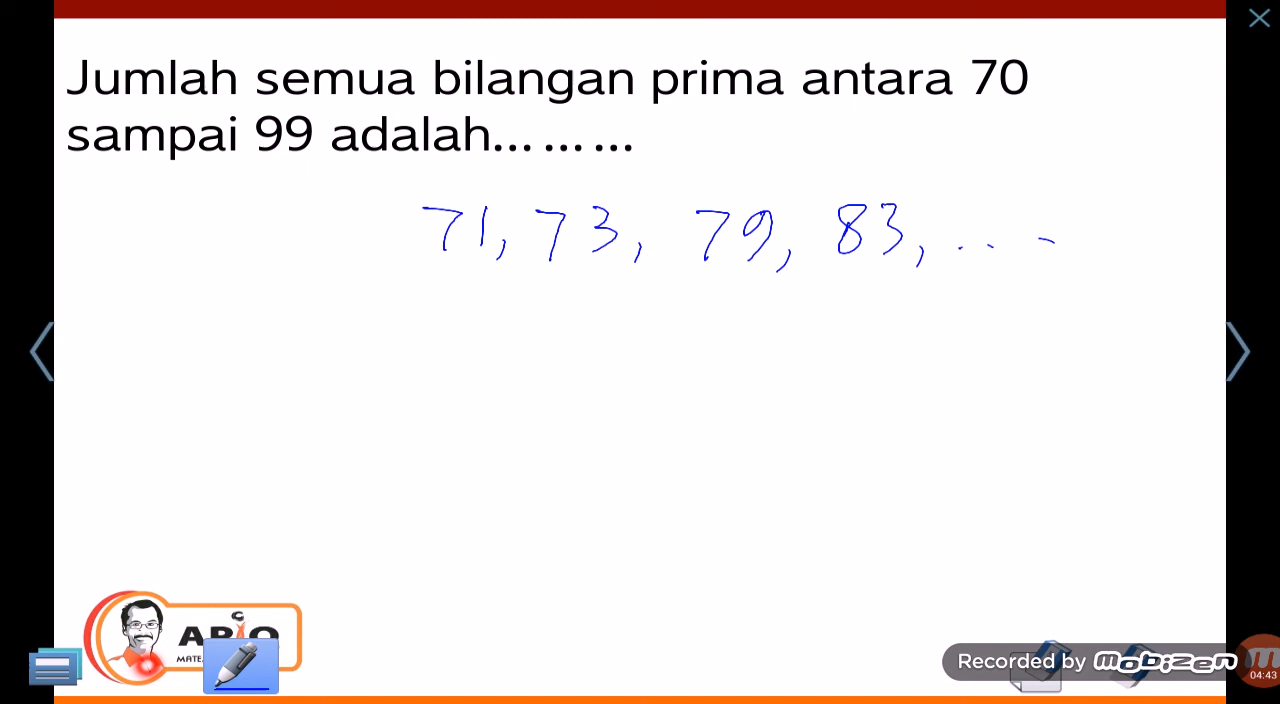 Jumlah semua bilangan prima antara 70
sampai 99 adalah... ... ...
71, 73, 79, 83, ... -
Recorded by Mobizen
04:43